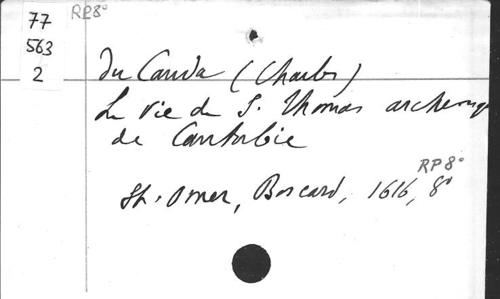 77
563
2
RP8°
Du Canda (Charles)
La vie de S. Thomas archevesq
de Cantorbie
RP8°
St. Omer, Boscard, 1616, 8°